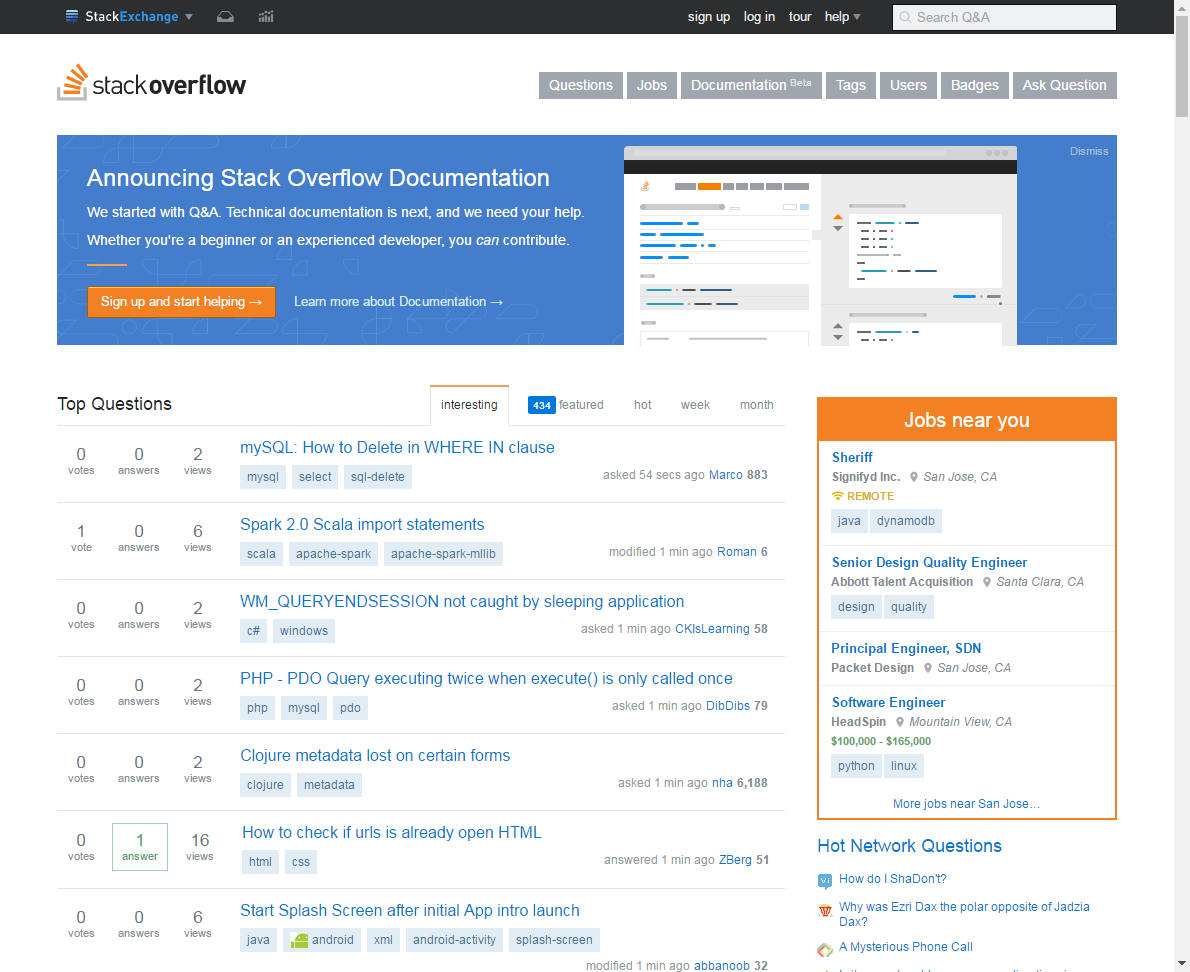 StackExchange
sign up log in tour help
Search Q&A
stackoverflow
Questions Jobs Documentation Beta Tags Users Badges Ask Question
Announcing Stack Overflow Documentation
We started with Q&A. Technical documentation is next, and we need your help.
Whether you're a beginner or an experienced developer, you can contribute.
Sign up and start helping →
Learn more about Documentation →
Dismiss
Top Questions
interesting 434 featured hot week month
0 votes 0 answers 2 views
mySQL: How to Delete in WHERE IN clause
mysql select sql-delete
asked 54 secs ago Marco 883
1 vote 0 answers 6 views
Spark 2.0 Scala import statements
scala apache-spark apache-spark-mllib
modified 1 min ago Roman 6
0 votes 0 answers 2 views
WM_QUERYENDSESSION not caught by sleeping application
c# windows
asked 1 min ago CKIsLearning 58
0 votes 0 answers 2 views
PHP - PDO Query executing twice when execute() is only called once
php mysql pdo
asked 1 min ago DibDibs 79
0 votes 0 answers 2 views
Clojure metadata lost on certain forms
clojure metadata
asked 1 min ago nha 6,188
0 votes 1 answer 16 views
How to check if urls is already open HTML
html css
answered 1 min ago ZBerg 51
0 votes 0 answers 6 views
Start Splash Screen after initial App intro launch
java android xml android-activity splash-screen
modified 1 min ago abbanoob 32
Jobs near you
Sheriff
Signifyd Inc. San Jose, CA
REMOTE
java dynamodb
Senior Design Quality Engineer
Abbott Talent Acquisition Santa Clara, CA
design quality
Principal Engineer, SDN
Packet Design San Jose, CA
Software Engineer
HeadSpin Mountain View, CA
$100,000 - $165,000
python linux
More jobs near San Jose…
Hot Network Questions
How do I ShaDon't?
Why was Ezri Dax the polar opposite of Jadzia
Dax?
A Mysterious Phone Call